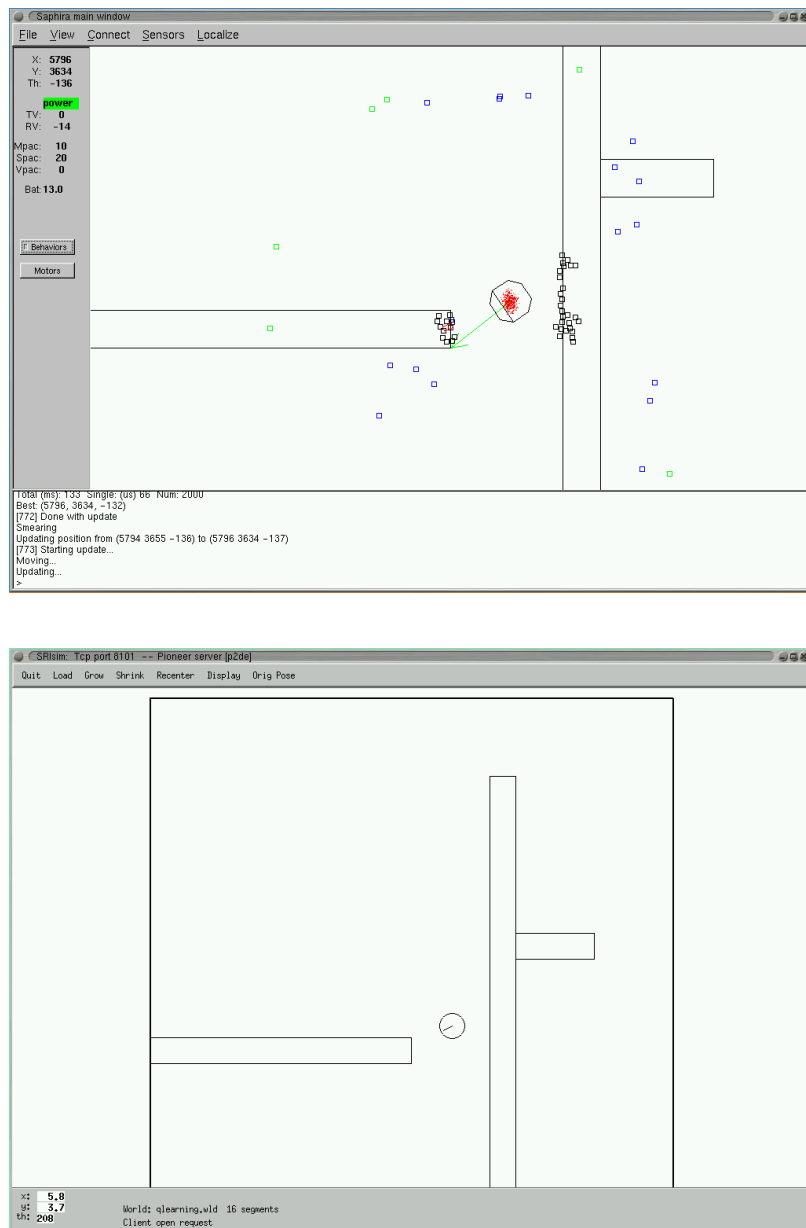 Saphira main window
File View Connect Sensors Localize
X: 5796
Y: 3634
Th: -136
power
TV: 0
RV: -14
Mpac: 10
Spac: 20
Vpac: 0
Bat: 13.0
Behaviors
Motors
Total (ms): 133 Single: (us) 66 Num: 2000
Best: (5796, 3634, -132)
[772] Done with update
Smearing
Updating position from (5794 3655 -136) to (5796 3634 -137)
[773] Starting update...
Moving...
Updating...
>
SRIsim: Tcp port 8101 -- Pioneer server [p2de]
Quit Load Grow Shrink Recenter Display Orig Pose
x: 5.8
y: 3.7
th: 208
World: qlearning.wld 16 segments
Client open request